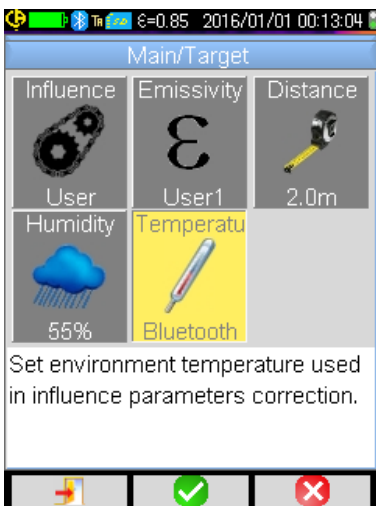 ε=0.85 2016/01/01 00:13:04
Main/Target
Influence Emissivity Distance
ε
User User1 2.0m
Humidity Temperatu
55% Bluetooth
Set environment temperature used
in influence parameters correction.